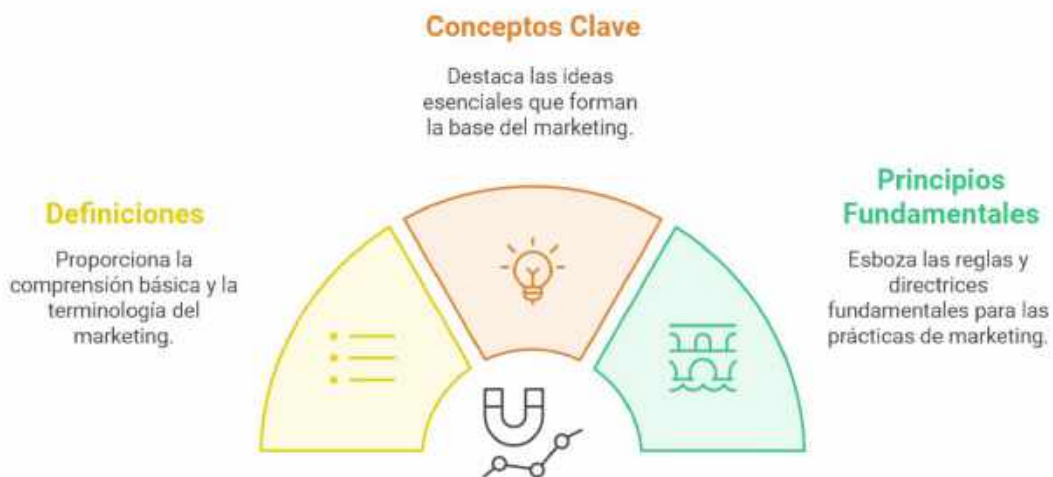 Conceptos Clave
Destaca las ideas
esenciales que forman
la base del marketing.
Definiciones
Proporciona la
comprensión básica y la
terminología del
marketing.
Principios
Fundamentales
Esboza las reglas y
directrices
fundamentales para las
prácticas de marketing.